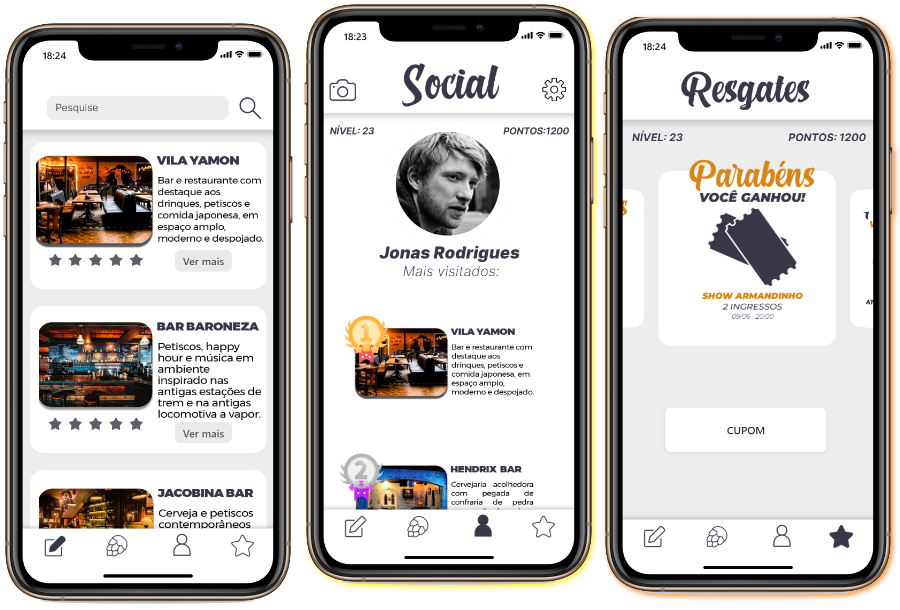 18:24
Pesquise
VILA YAMON
Bar e restaurante com
destaque aos
drinques, petiscos e
comida japonesa, em
espaço amplo,
moderno e despojado.
Ver mais
BAR BARONEZA
Petiscos, happy
hour e música em
ambiente
inspirado nas
antigas estações de
trem e na antigas
locomotiva a vapor.
Ver mais
JACOBINA BAR
Cerveja e petiscos
contemporâneos
18:23
Social
NÍVEL: 23
PONTOS:1200
Jonas Rodrigues
Mais visitados:
1
VILA YAMON
Bar e restaurante com
destaque aos
drinques, petiscos e
comida japonesa, em
espaço amplo,
moderno e despojado.
2
HENDRIX BAR
Cervejaria acolhedora
com pegada de
confraria de pedra
18:24
Resgates
NÍVEL: 23
PONTOS: 1200
Parabéns
VOCÊ GANHOU!
SHOW ARMANDINHO
2 INGRESSOS
09/06 20:00
CUPOM